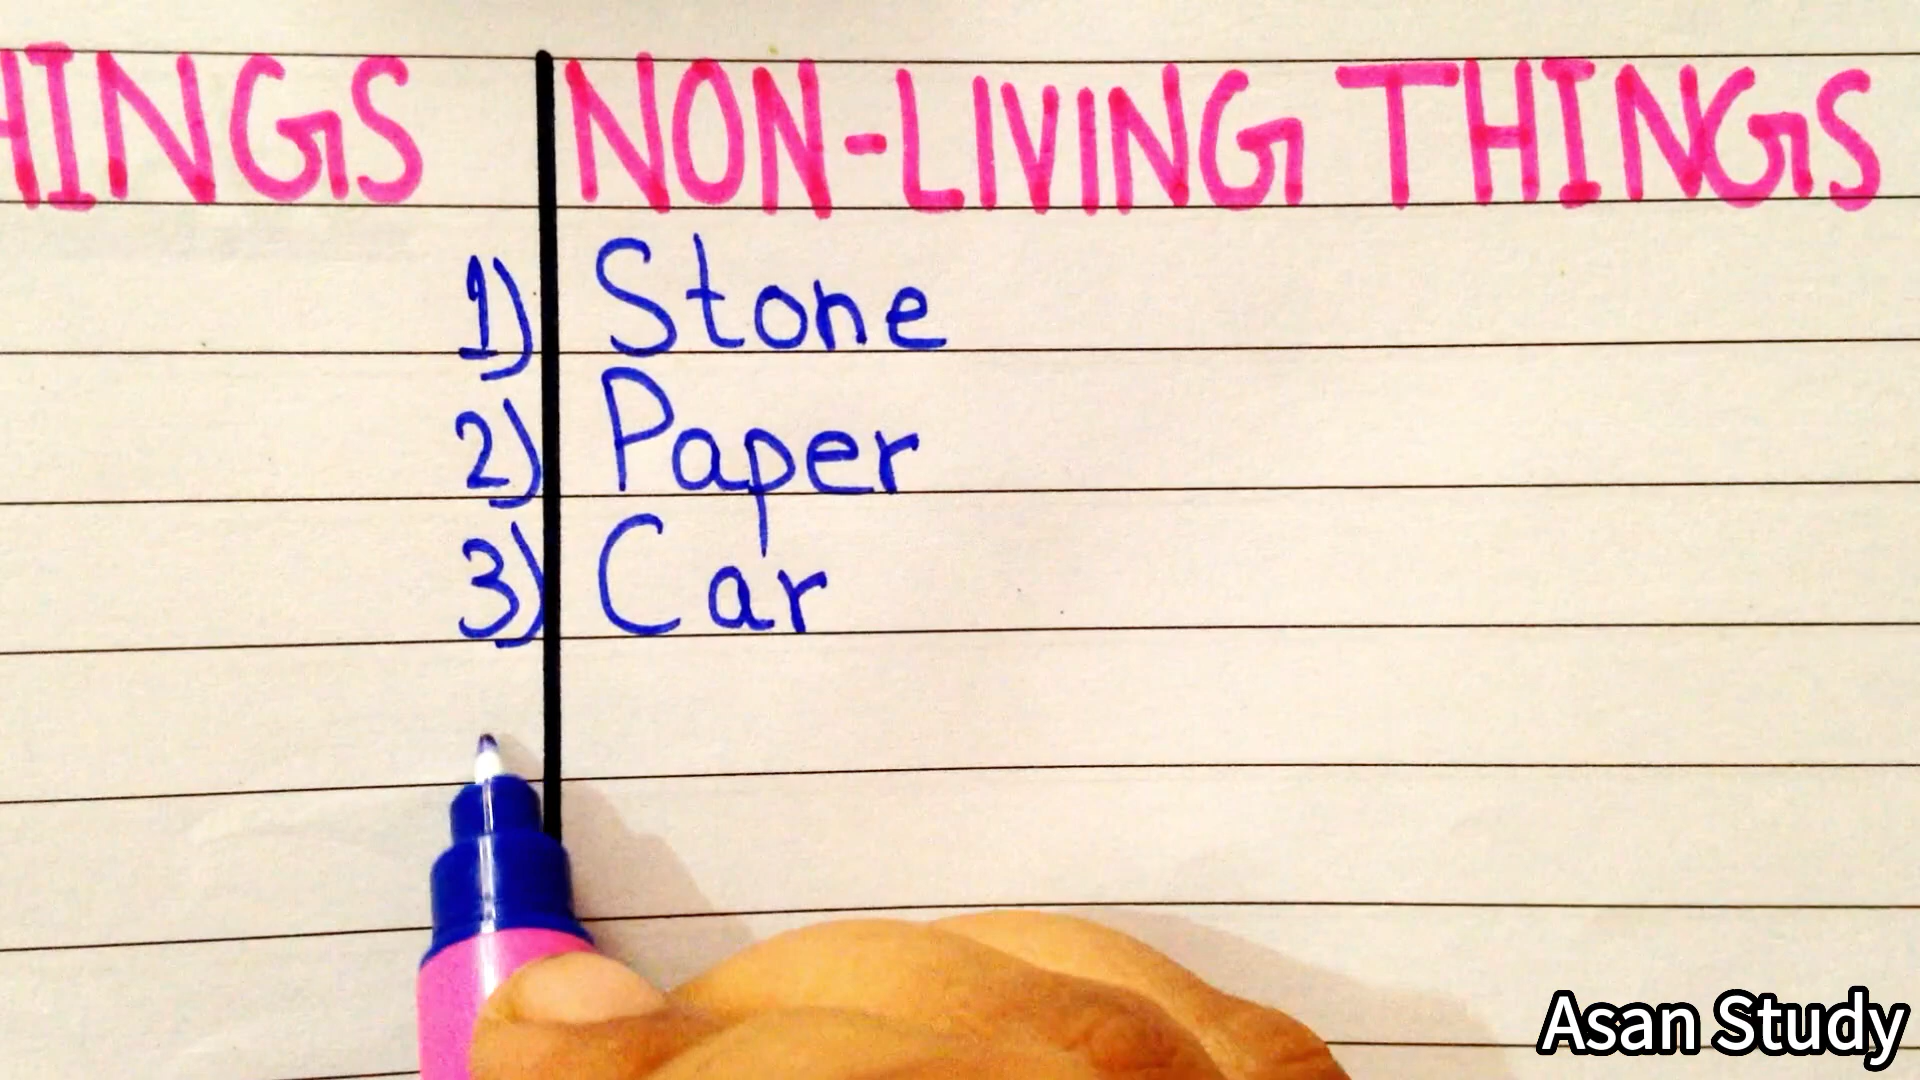 HINGS NON-LIVING THINGS
1) Stone
2) Paper
3) Car
Asan Study